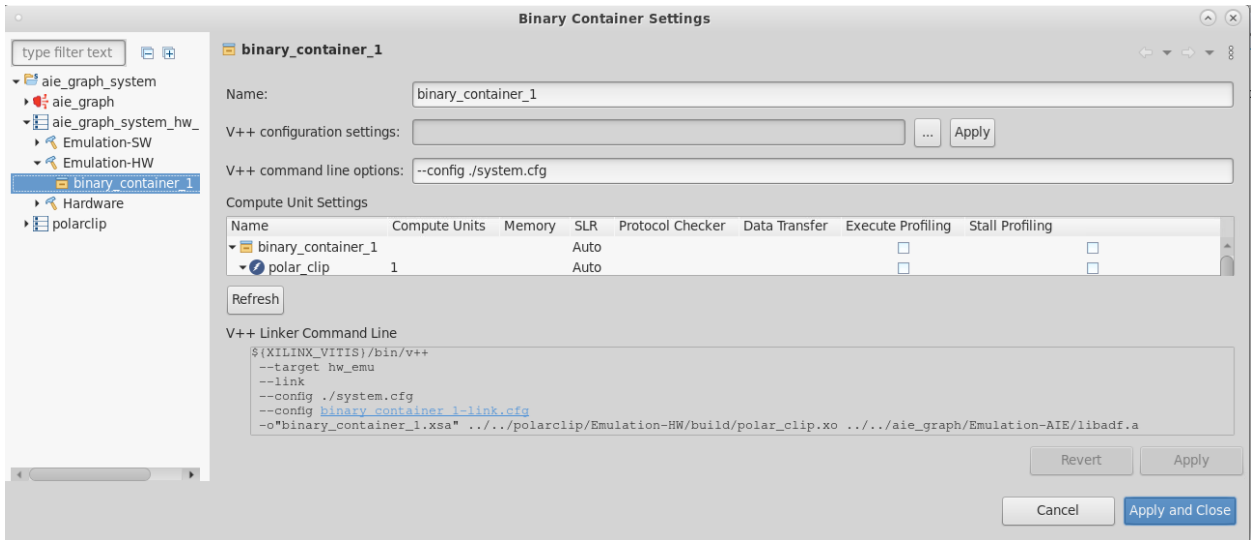 Binary Container Settings
type filter text
aie_graph_system
aie_graph
aie_graph_system_hw_
Emulation-SW
Emulation-HW
binary_container_1
Hardware
polarclip
binary_container_1
Name: binary_container_1
V++ configuration settings: ... Apply
V++ command line options: --config ./system.cfg
Compute Unit Settings
Name Compute Units Memory SLR Protocol Checker Data Transfer Execute Profiling Stall Profiling
binary_container_1 Auto
polar_clip 1 Auto
Refresh
V++ Linker Command Line
${XILINX_VITIS}/bin/v++
--target hw_emu
--link
--config ./system.cfg
--config binary_container_1-link.cfg
-o"binary_container_1.xsa" ../../polarclip/Emulation-HW/build/polar_clip.xo ../../aie_graph/Emulation-AIE/libadf.a
Revert Apply
Cancel Apply and Close